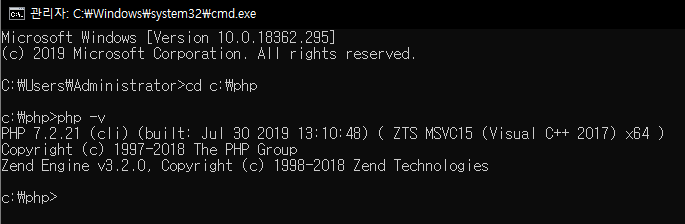 관리자: C:₩Windows₩system32₩cmd.exe
Microsoft Windows [Version 10.0.18362.295]
(c) 2019 Microsoft Corporation. All rights reserved.
C:₩Users₩Administrator>cd c:₩php
c:₩php>php -v
PHP 7.2.21 (cli) (built: Jul 30 2019 13:10:48) ( ZTS MSVC15 (Visual C++ 2017) x64 )
Copyright (c) 1997-2018 The PHP Group
Zend Engine v3.2.0, Copyright (c) 1998-2018 Zend Technologies
c:₩php>